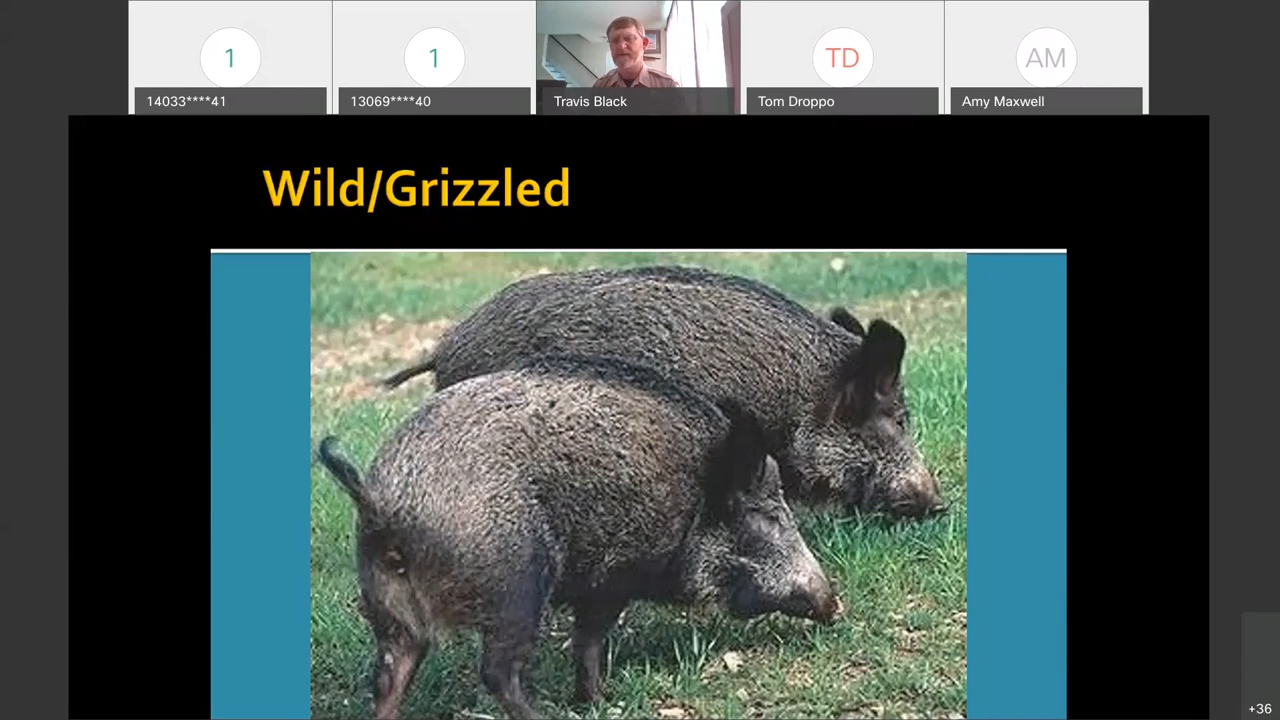 1
1
TD
AM
14033****41
13069****40
Travis Black
Tom Droppo
Amy Maxwell
Wild/Grizzled
+36